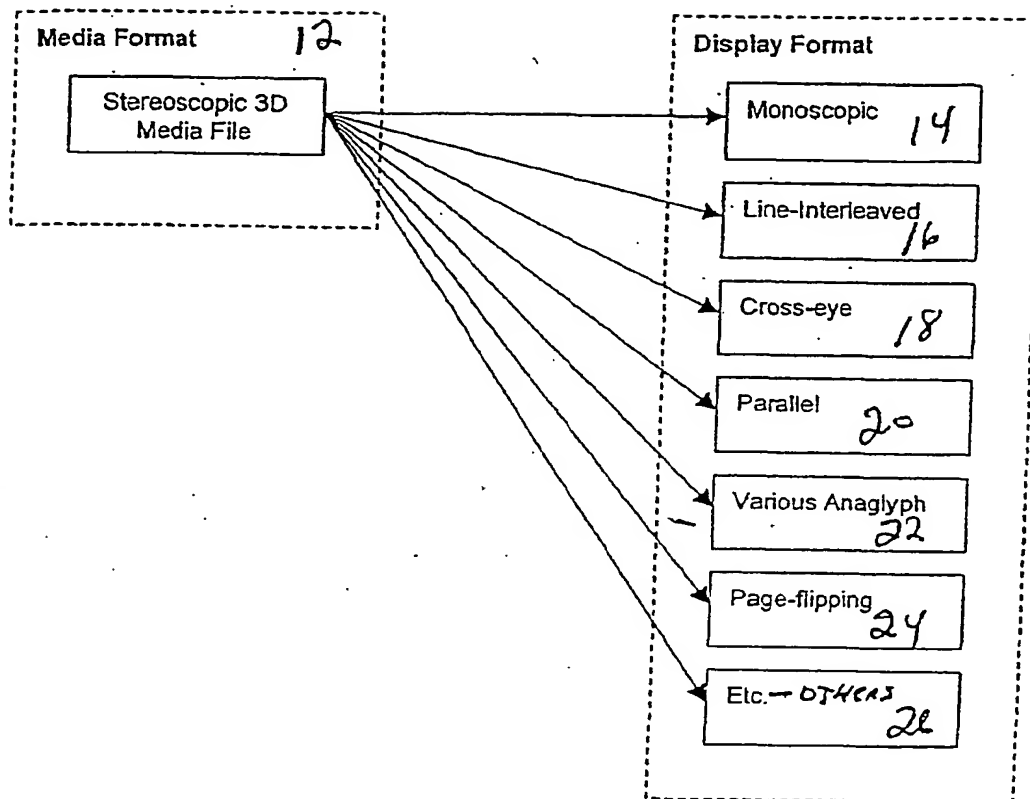 Media Format 12
Stereoscopic 3D
Media File
Display Format
Monoscopic 14
Line-Interleaved
16
Cross-eye 18
Parallel
20
Various Anaglyph
22
Page-flipping
24
Etc. - OTHERS
26